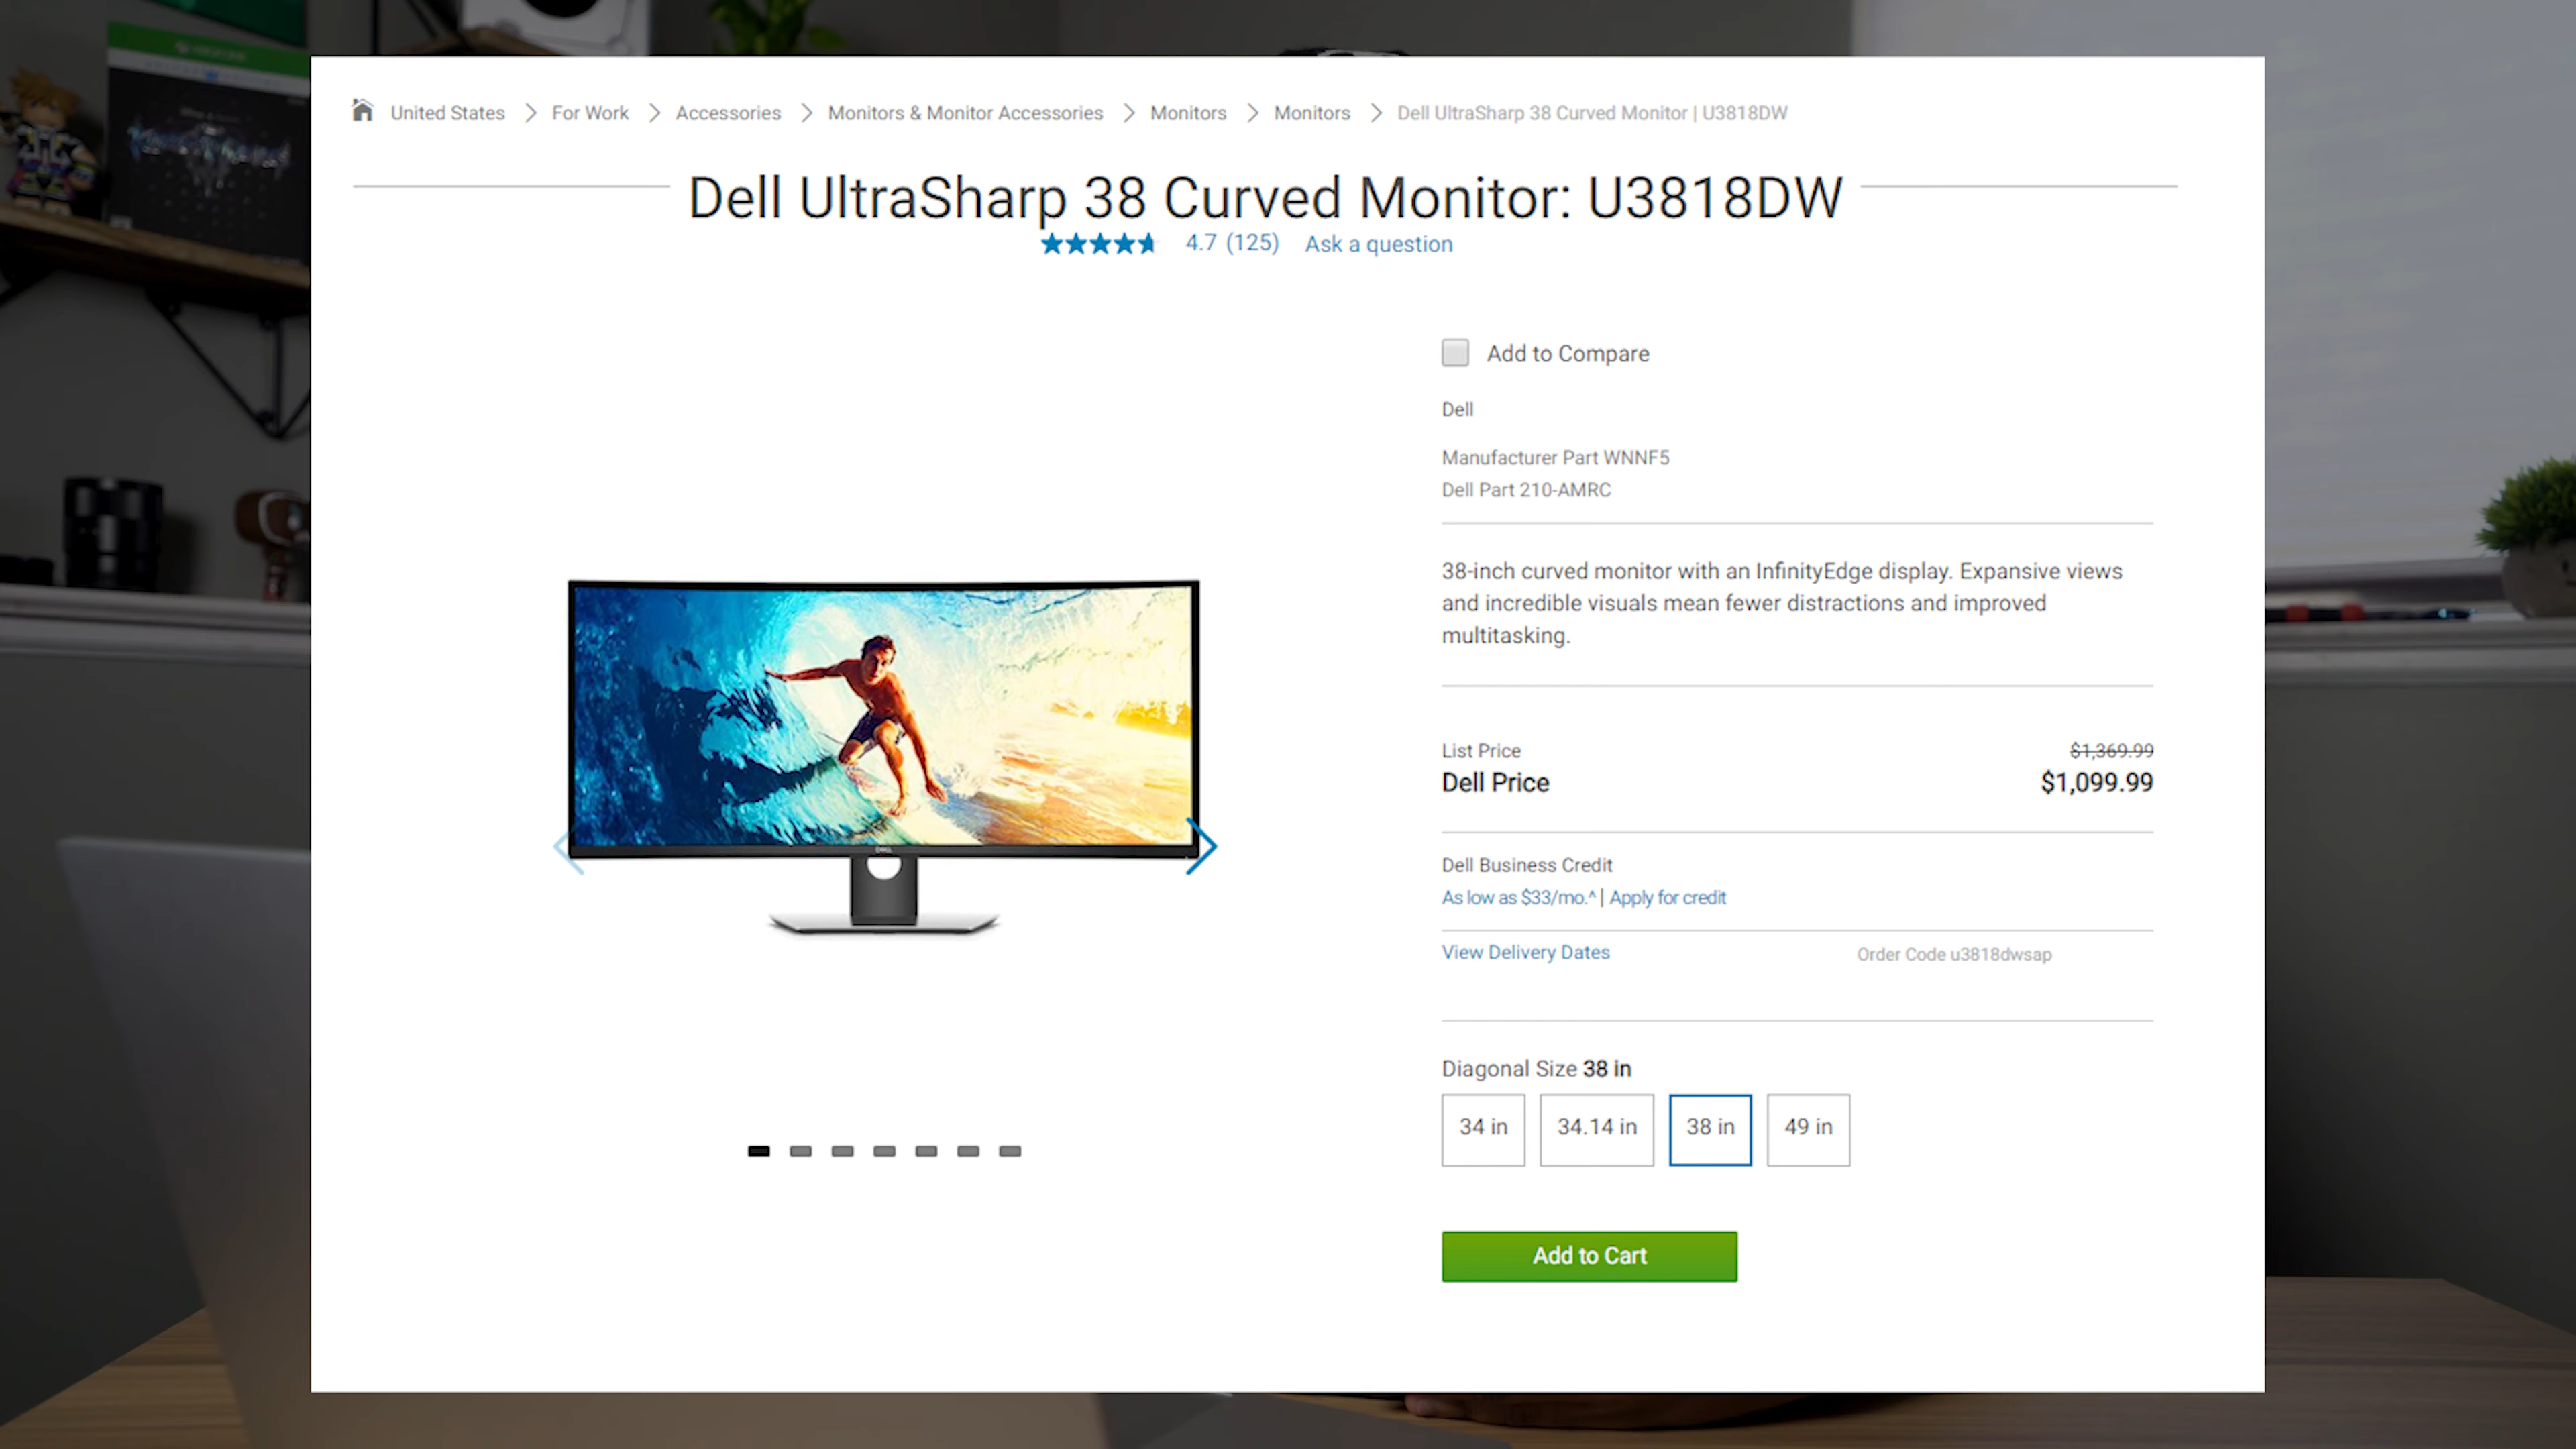 United States > For Work > Accessories > Monitors & Monitor Accessories > Monitors > Monitors > Dell UltraSharp 38 Curved Monitor | U3818DW
Dell UltraSharp 38 Curved Monitor: U3818DW
4.7 (125) Ask a question
Add to Compare
Dell
Manufacturer Part WNNF5
Dell Part 210-AMRC
38-inch curved monitor with an InfinityEdge display. Expansive views
and incredible visuals mean fewer distractions and improved
multitasking.
List Price $1,369.99
Dell Price $1,099.99
Dell Business Credit
As low as $33/mo.^ | Apply for credit
View Delivery Dates Order Code u3818dwsap
Diagonal Size 38 in
34 in 34.14 in 38 in 49 in
Add to Cart